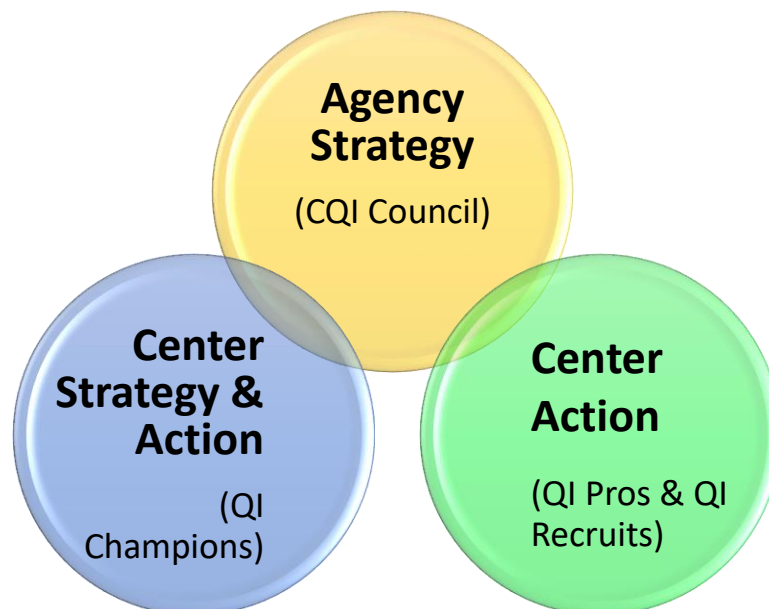 Agency
Strategy
(CQI Council)
Center
Strategy &
Action
(QI
Champions)
Center
Action
(QI Pros & QI
Recruits)